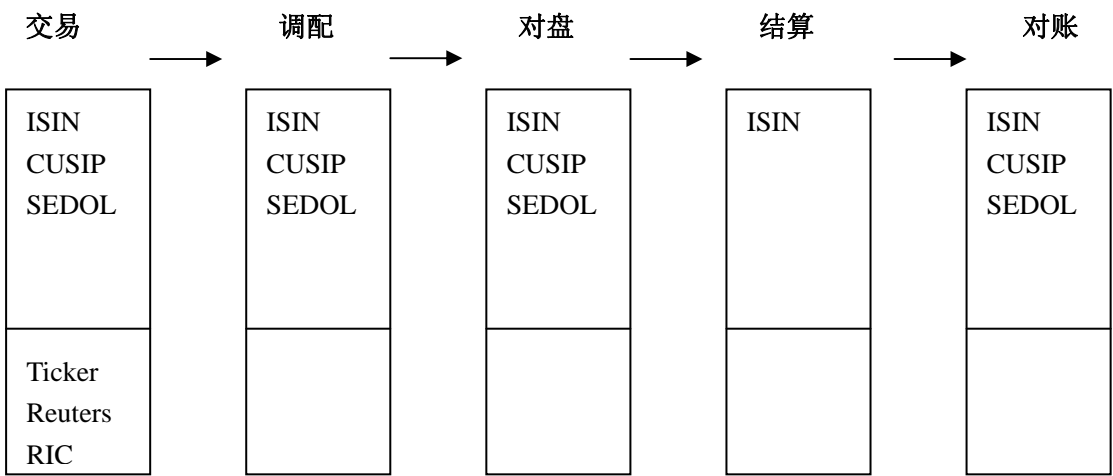 交易 调配 对盘 结算 对账
ISIN ISIN ISIN ISIN ISIN
CUSIP CUSIP CUSIP CUSIP
SEDOL SEDOL SEDOL SEDOL
Ticker
Reuters
RIC